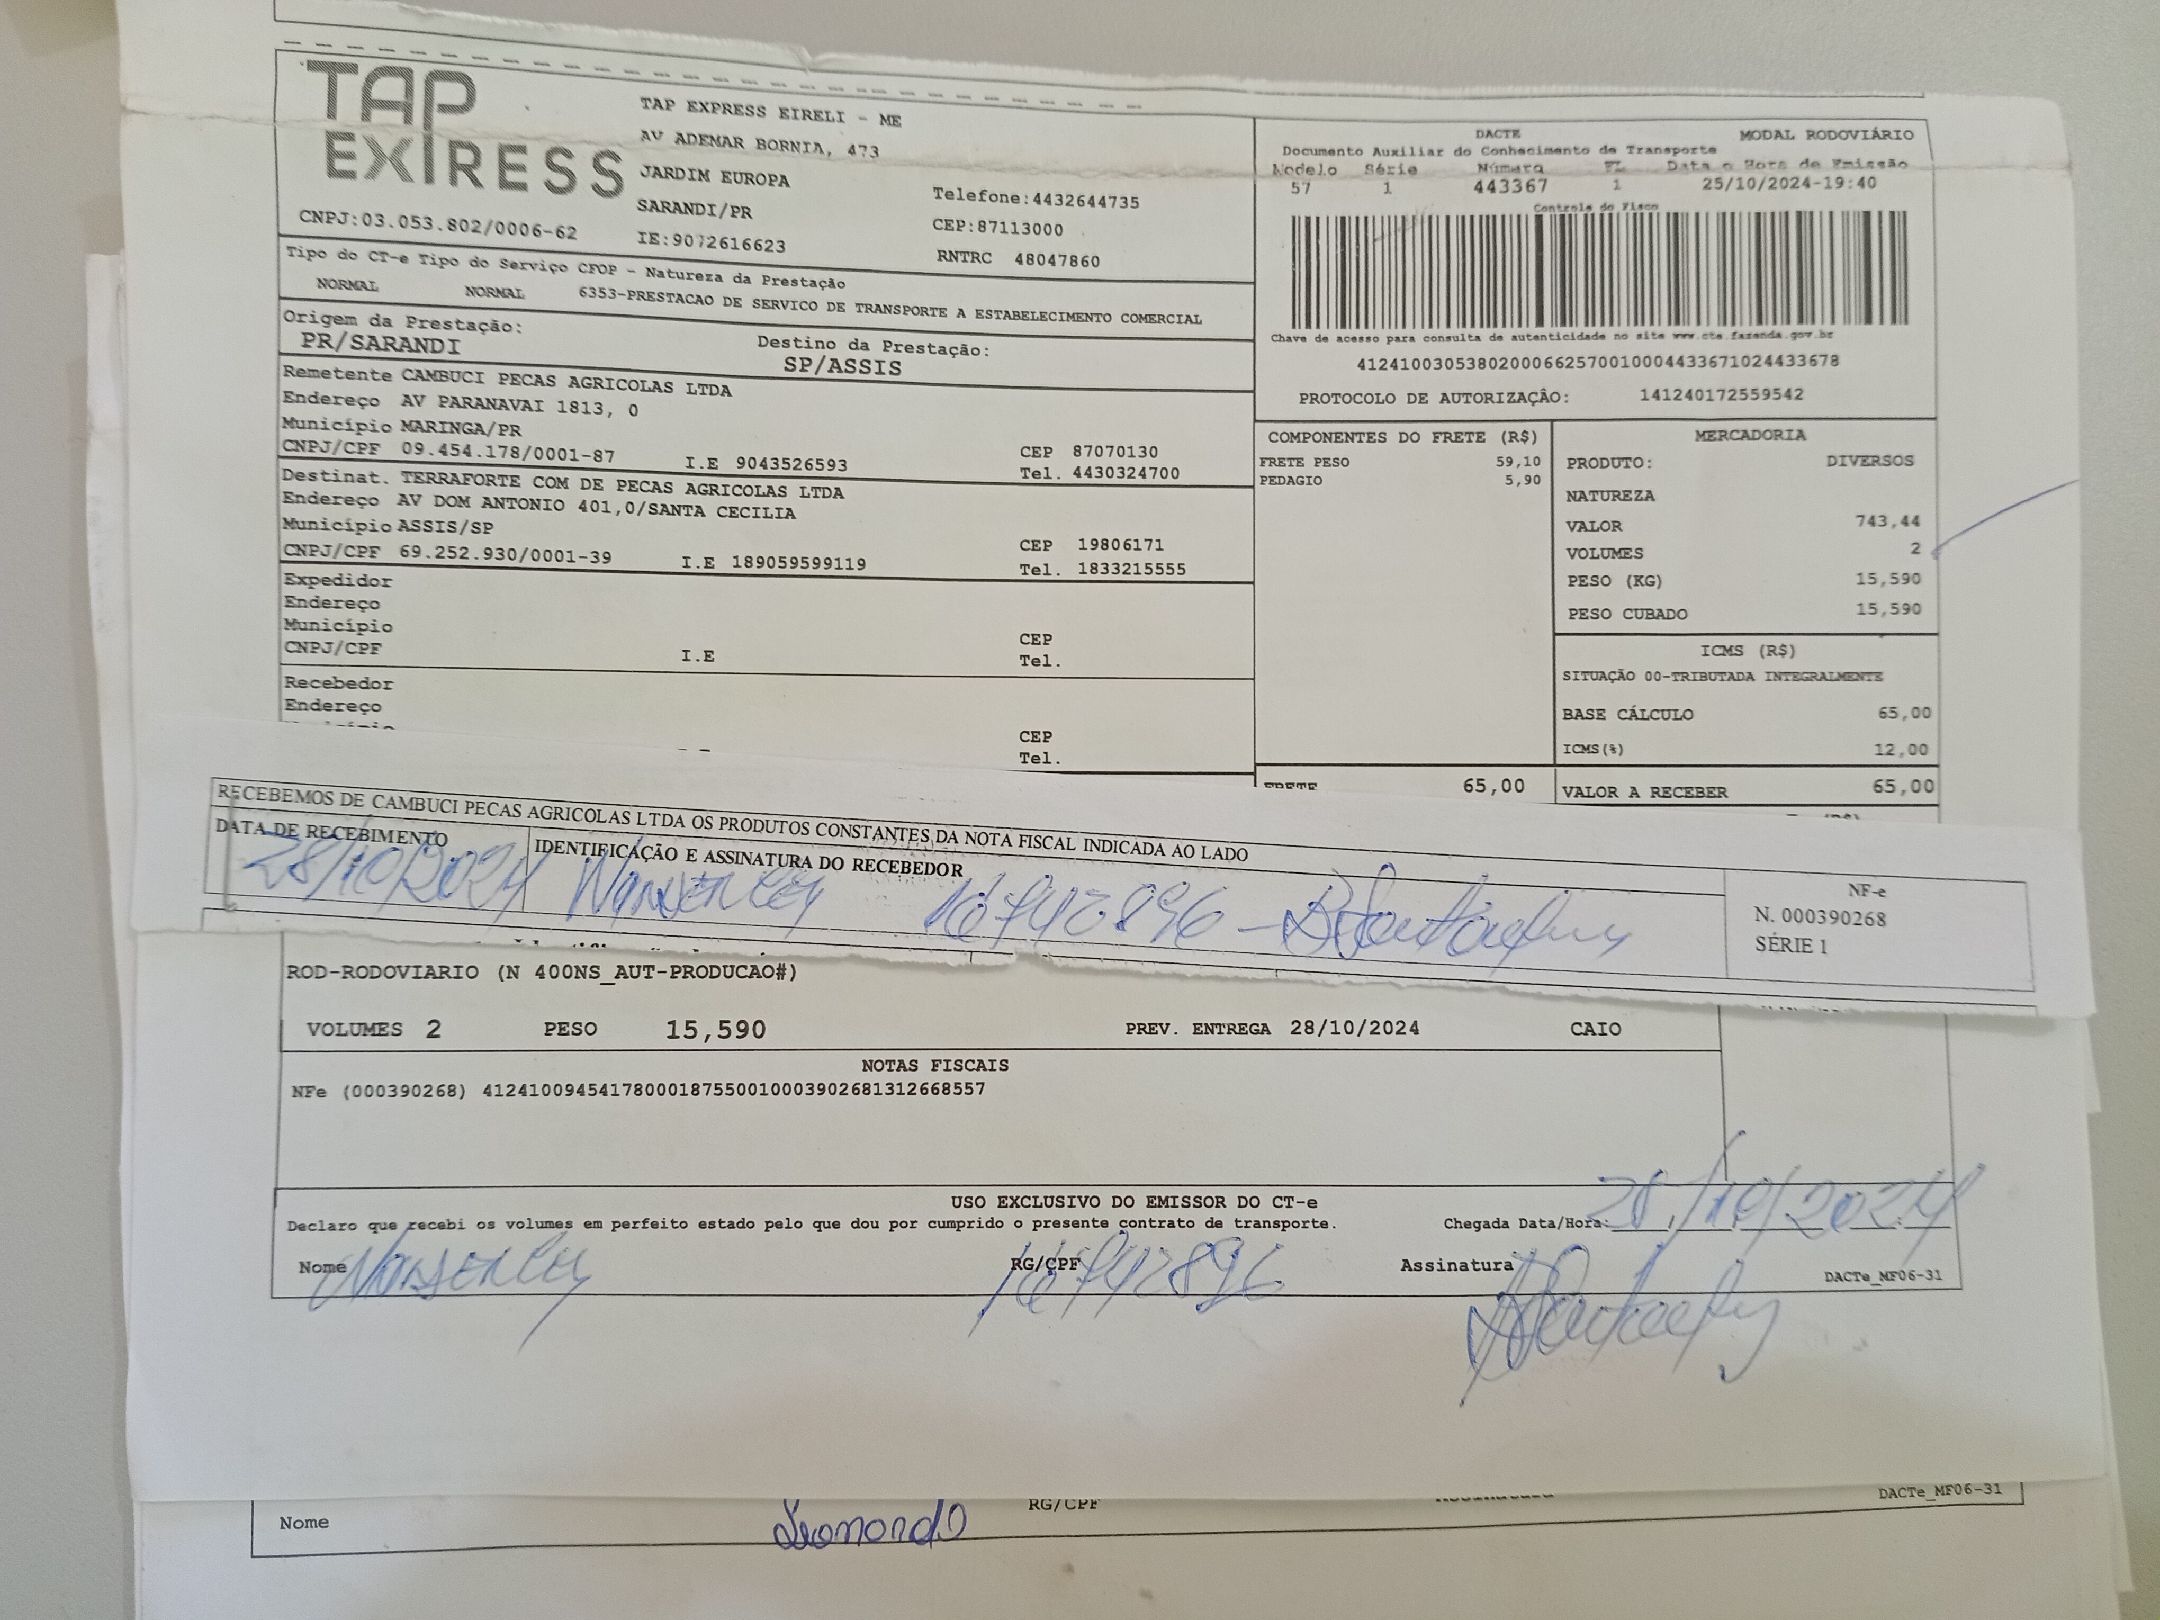 TAP
EXIRESS
TAP EXPRESS EIRELI - ME
AV ADEMAR BORNIA, 473
JARDIM EUROPA
SARANDI/PR
Telefone:4432644735
CEP:87113000
CNPJ:03.053.802/0006-62
IE:9072616623
RNTRC 48047860
DACTE
MODAL RODOVIÁRIO
Documento Auxiliar do Conhecimento de Transporte
Modelo Série Número FL Data e Hora de Emissão
57 1 443367 1 25/10/2024-19:40
Controle do Fisco
Chave de acesso para consulta de autenticidade no site www.cte.fazenda.gov.br
41241003053802000662570010004433671024433678
PROTOCOLO DE AUTORIZAÇÂO: 141240172559542
Tipo do CT-e Tipo do Serviço CFOP - Natureza da Prestação
NORMAL NORMAL 6353-PRESTACAO DE SERVICO DE TRANSPORTE A ESTABELECIMENTO COMERCIAL
Origem da Prestação:
PR/SARANDI
Destino da Prestação:
SP/ASSIS
Remetente CAMBUCI PECAS AGRICOLAS LTDA
Endereço AV PARANAVAI 1813, 0
Município MARINGA/PR
CEP 87070130
CNPJ/CPF 09.454.178/0001-87 I.E 9043526593 Tel. 4430324700
Destinat. TERRAFORTE COM DE PECAS AGRICOLAS LTDA
Endereço AV DOM ANTONIO 401,0/SANTA CECILIA
Município ASSIS/SP
CEP 19806171
CNPJ/CPF 69.252.930/0001-39 I.E 189059599119 Tel. 1833215555
Expedidor
Endereço
Município
CEP
CNPJ/CPF I.E Tel.
Recebedor
Endereço
CEP
Tel.
COMPONENTES DO FRETE (R$)
FRETE PESO 59,10
PEDAGIO 5,90
MERCADORIA
PRODUTO: DIVERSOS
NATUREZA
VALOR 743,44
VOLUMES 2
PESO (KG) 15,590
PESO CUBADO 15,590
ICMS (R$)
SITUAÇÃO 00-TRIBUTADA INTEGRALMENTE
BASE CÁLCULO 65,00
ICMS(%) 12,00
FRETE 65,00
VALOR A RECEBER 65,00
RECEBEMOS DE CAMBUCI PECAS AGRICOLAS LTDA OS PRODUTOS CONSTANTES DA NOTA FISCAL INDICADA AO LADO
DATA DE RECEBIMENTO
IDENTIFICAÇÃO E ASSINATURA DO RECEBEDOR
28/10/2024
16742896
NF-e
N. 000390268
SÉRIE 1
ROD-RODOVIARIO (N 400NS_AUT-PRODUCAO#)
VOLUMES 2 PESO 15,590 PREV. ENTREGA 28/10/2024 CAIO
NOTAS FISCAIS
NFe (000390268) 41241009454178000187550010003902681312668557
USO EXCLUSIVO DO EMISSOR DO CT-e
Declaro que recebi os volumes em perfeito estado pelo que dou por cumprido o presente contrato de transporte.
Chegada Data/Hora: 28/10/2024
Nome RG/CPF 16742896 Assinatura
DACTe_MF06-31
Nome Leonardo RG/CPF
DACTe_MF06-31